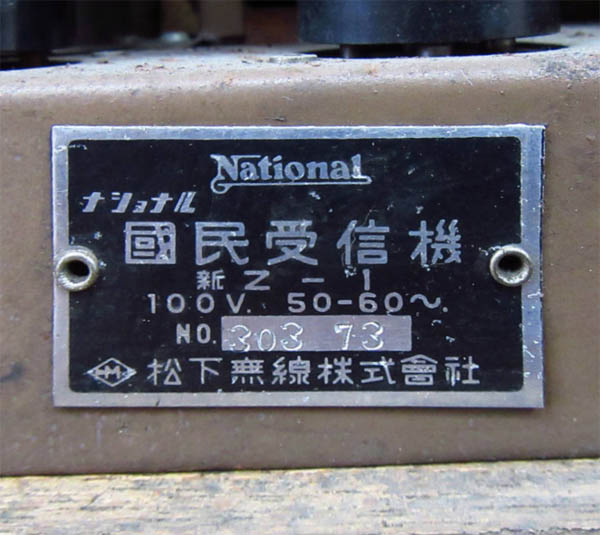 National
ナショナル
國民受信機
新Z-1
100V. 50-60～.
NO. 303 73
松下無線株式會社